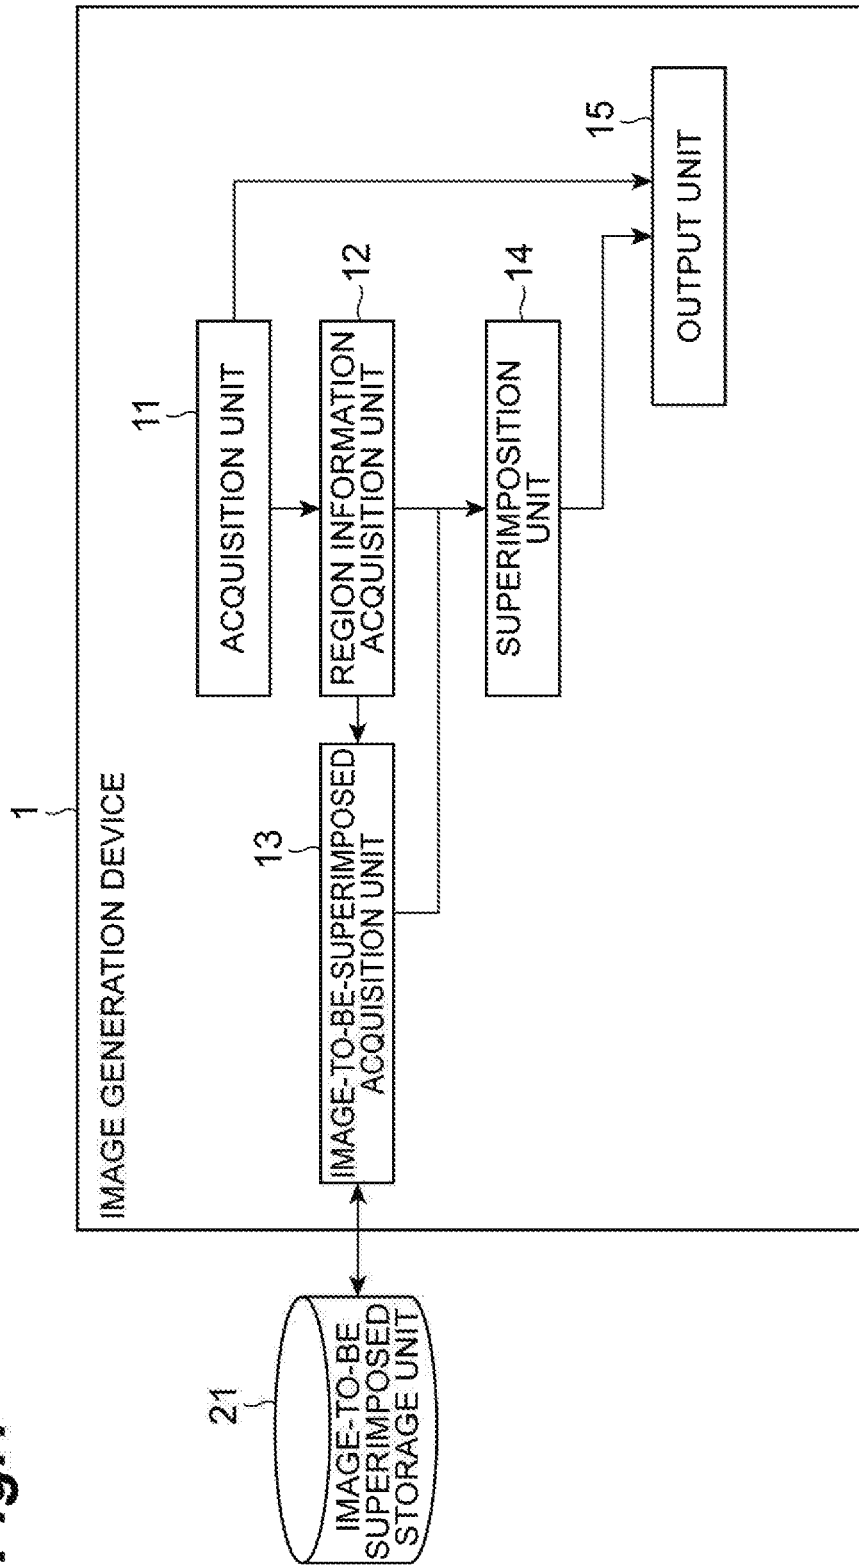 1
IMAGE GENERATION DEVICE
11
ACQUISITION UNIT
12
REGION INFORMATION
ACQUISITION UNIT
13
IMAGE-TO-BE-SUPERIMPOSED
ACQUISITION UNIT
14
SUPERIMPOSITION
UNIT
15
OUTPUT UNIT
21
IMAGE-TO-BE
SUPERIMPOSED
STORAGE UNIT